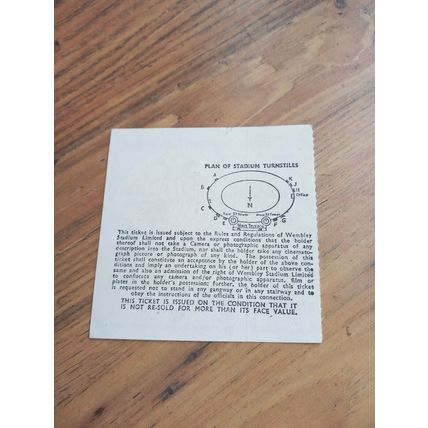 PLAN OF STADIUM TURNSTILES
A
K
B
J
H
C
N
D
E
F
G
This ticket is issued subject to the Rules and Regulations of Wembley
Stadium Limited and upon the express conditions that the holder
thereof shall not take a Camera or photographic apparatus of any
description into the Stadium, nor shall the holder take any cinemato-
graph picture or photograph of any kind. The possession of this
ticket shall constitute an acceptance by the holder of the above con-
ditions and imply an undertaking on his (or her) part to observe the
same and also an admission of the right of Wembley Stadium Limited
to confiscate any camera and/or photographic apparatus, film or
plates in the holder's possession; Further, the holder of this ticket
is requested not to stand in any gangway or in any stairway and to
obey the instructions of the officials in this connection.
THIS TICKET IS ISSUED ON THE CONDITION THAT IT
IS NOT RE-SOLD FOR MORE THAN ITS FACE VALUE.